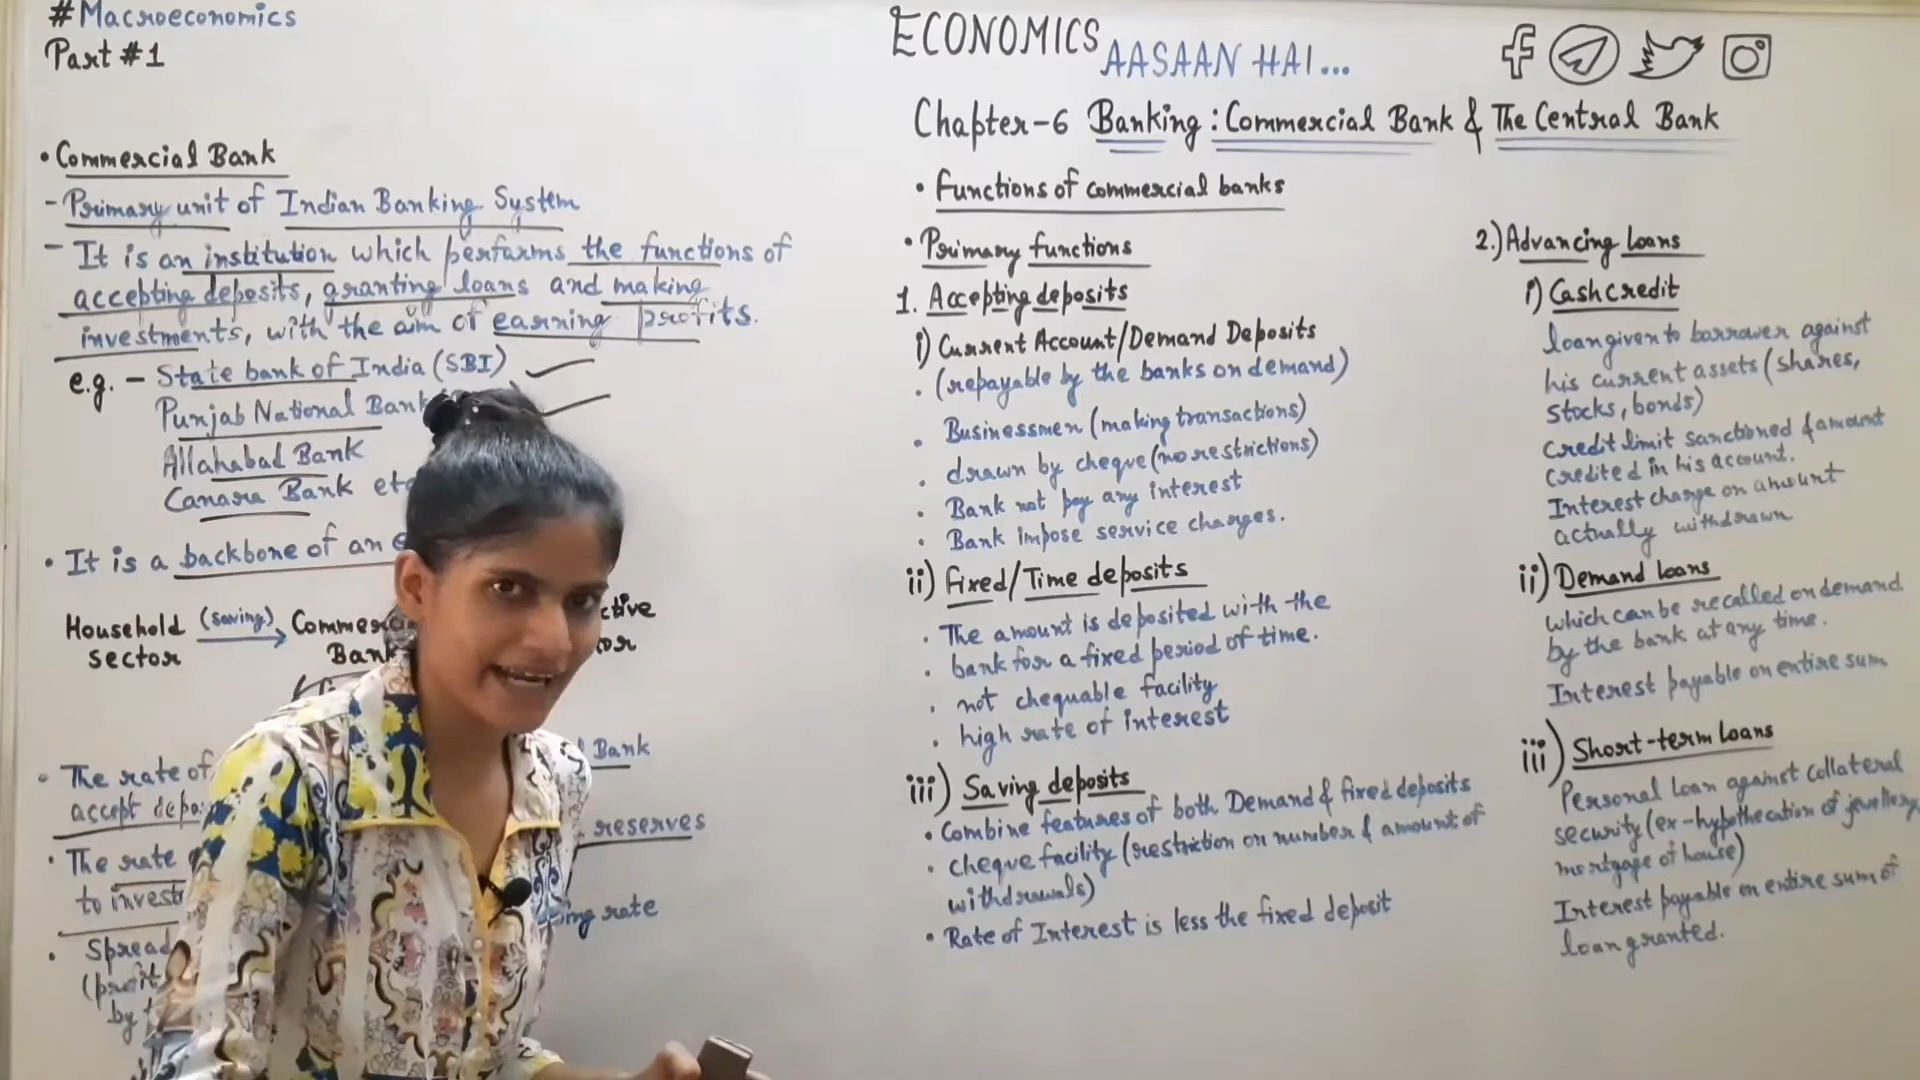 #Macroeconomics
Part #1
• Commercial Bank
- Primary unit of Indian Banking System
- It is an institution which performs the functions of
accepting deposits, granting loans and making
investments, with the aim of earning profits.
e.g. - State bank of India (SBI)
Punjab National Bank
Allahabad Bank
Canara Bank etc
• It is a backbone of an
Household (saving)
sector
Bank
ctive
tor
• The rate of
accept
Bank
reserves
• The rate
to invest
ing rate
• Spread
(profit
by
ECONOMICS
AASAAN HAI...
Chapter-6 Banking : Commercial Bank & The Central Bank
• Functions of commercial banks
• Primary functions
1. Accepting deposits
i) Current Account/Demand Deposits
• (repayable by the banks on demand)
• Businessmen (making transactions)
• drawn by cheque (no restrictions)
• Bank not pay any interest
• Bank impose service charges.
ii) Fixed/Time deposits
• The amount is deposited with the
• bank for a fixed period of time.
• not chequable facility
• high rate of interest
iii) Saving deposits
• Combine features of both Demand & fixed deposits
• cheque facility (restriction on number & amount of
withdrawals)
• Rate of Interest is less the fixed deposit
2.) Advancing loans
i) Cash credit
loan given to borrower against
his current assets (shares,
stocks, bonds)
credit limit sanctioned & amount
credited in his account.
Interest charge on amount
actually withdrawn
ii) Demand loans
which can be recalled on demand
by the bank at any time.
Interest payable on entire sum
iii) Short-term loans
Personal loan against collateral
security (ex-hypothecation of jewellery,
mortgage of house)
Interest payable on entire sum of
loan granted.